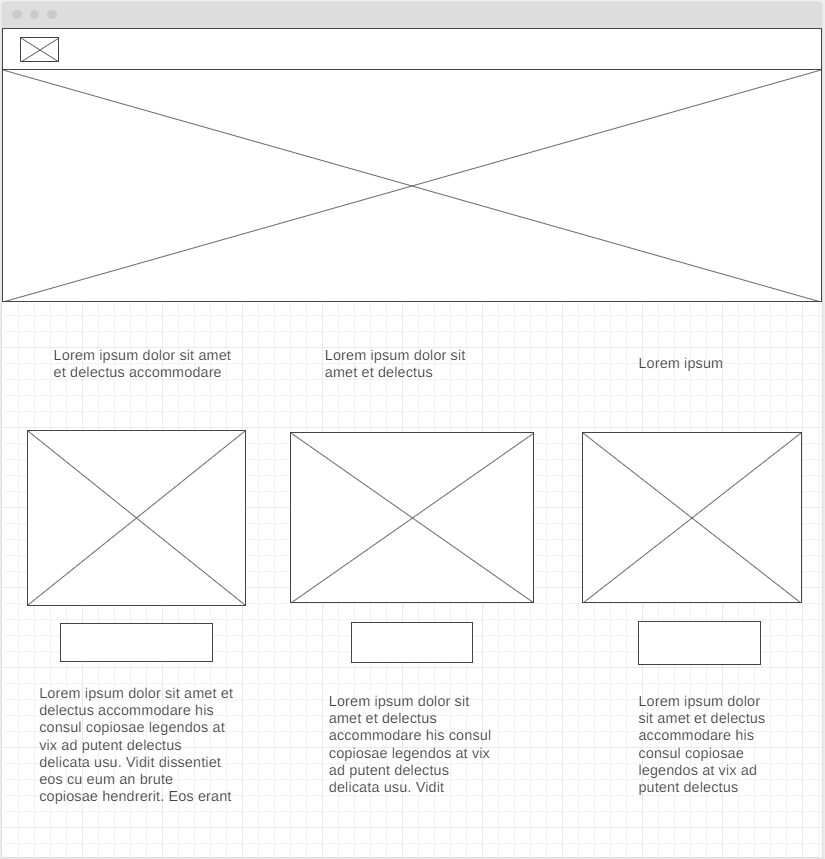 Lorem ipsum dolor sit amet
et delectus accommodare
Lorem ipsum dolor sit
amet et delectus
Lorem ipsum
Lorem ipsum dolor sit amet et
delectus accommodare his
consul copiosae legendos at
vix ad putent delectus
delicata usu. Vidit dissentiet
eos cu eum an brute
copiosae hendrerit. Eos erant
Lorem ipsum dolor sit
amet et delectus
accommodare his consul
copiosae legendos at vix
ad putent delectus
delicata usu. Vidit
Lorem ipsum dolor
sit amet et delectus
accommodare his
consul copiosae
legendos at vix ad
putent delectus